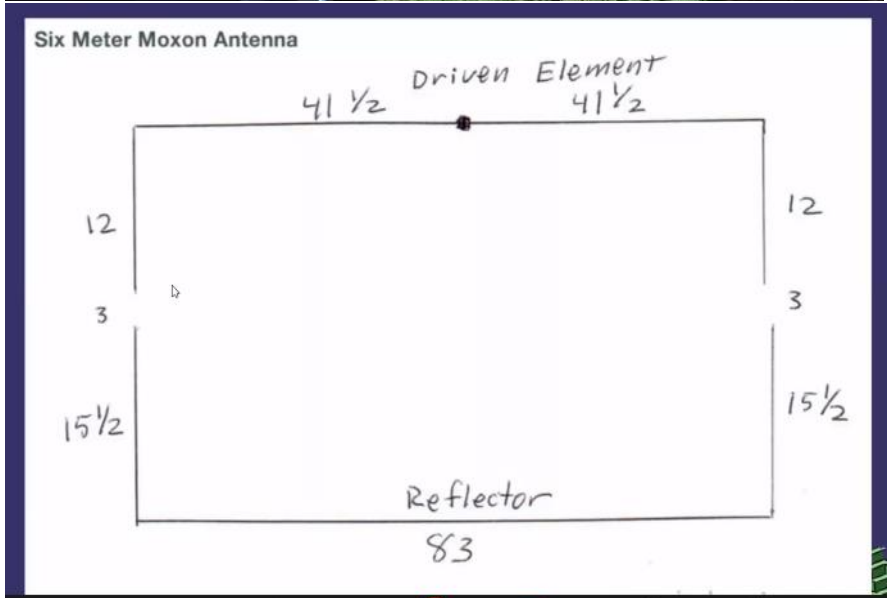 Six Meter Moxon Antenna
Driven Element
41 1/2 41 1/2
12 12
3 3
15 1/2 15 1/2
Reflector
83